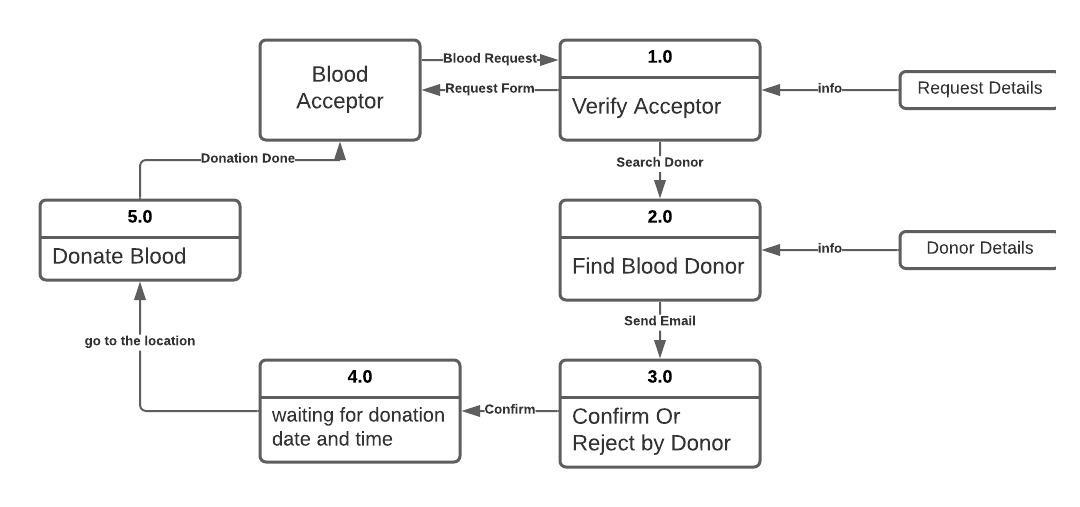 Blood
Acceptor
Blood Request
Request Form
1.0
Verify Acceptor
info
Request Details
Donation Done
Search Donor
5.0
Donate Blood
2.0
Find Blood Donor
info
Donor Details
Send Email
go to the location
4.0
waiting for donation
date and time
Confirm
3.0
Confirm Or
Reject by Donor